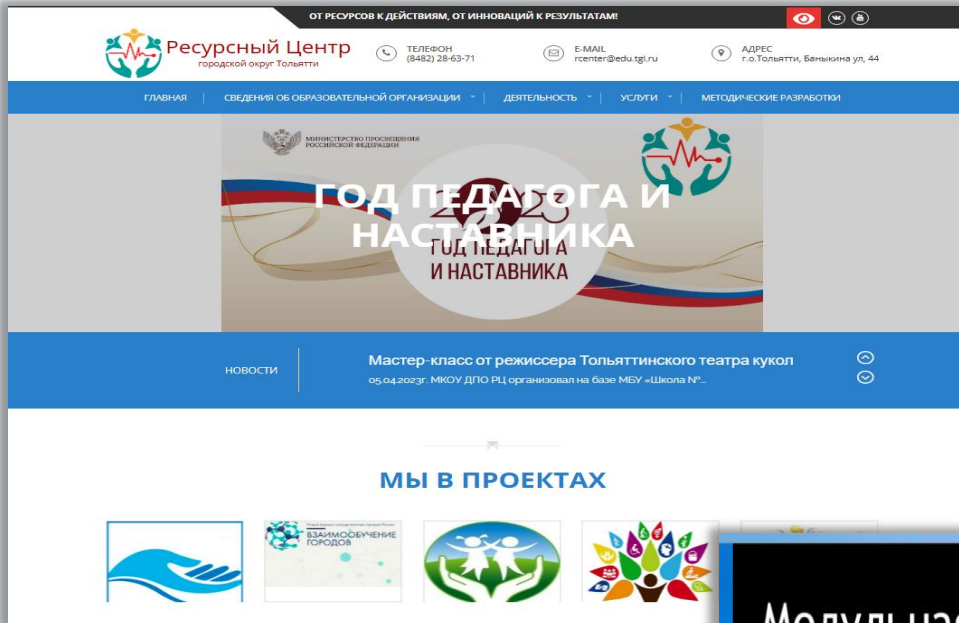 ОТ РЕСУРСОВ К ДЕЙСТВИЯМ, ОТ ИННОВАЦИЙ К РЕЗУЛЬТАТАМ!
Ресурсный Центр
городской округ Тольятти
ТЕЛЕФОН
(8482) 28-63-71
E-MAIL
rcenter@edu.tgl.ru
АДРЕС
г.о.Тольятти, Баныкина ул, 44
ГЛАВНАЯ
СВЕДЕНИЯ ОБ ОБРАЗОВАТЕЛЬНОЙ ОРГАНИЗАЦИИ
ДЕЯТЕЛЬНОСТЬ
УСЛУГИ
МЕТОДИЧЕСКИЕ РАЗРАБОТКИ
МИНИСТЕРСТВО ПРОСВЕЩЕНИЯ
РОССИЙСКОЙ ФЕДЕРАЦИИ
ГОД ПЕДАГОГА И
НАСТАВНИКА
2023
ГОД ПЕДАГОГА
И НАСТАВНИКА
НОВОСТИ
Мастер-класс от режиссера Тольяттинского театра кукол
05.04.2023г. МКОУ ДПО РЦ организовал на базе МБУ «Школа №...
МЫ В ПРОЕКТАХ
ВЗАИМООБУЧЕНИЕ
ГОРОДОВ